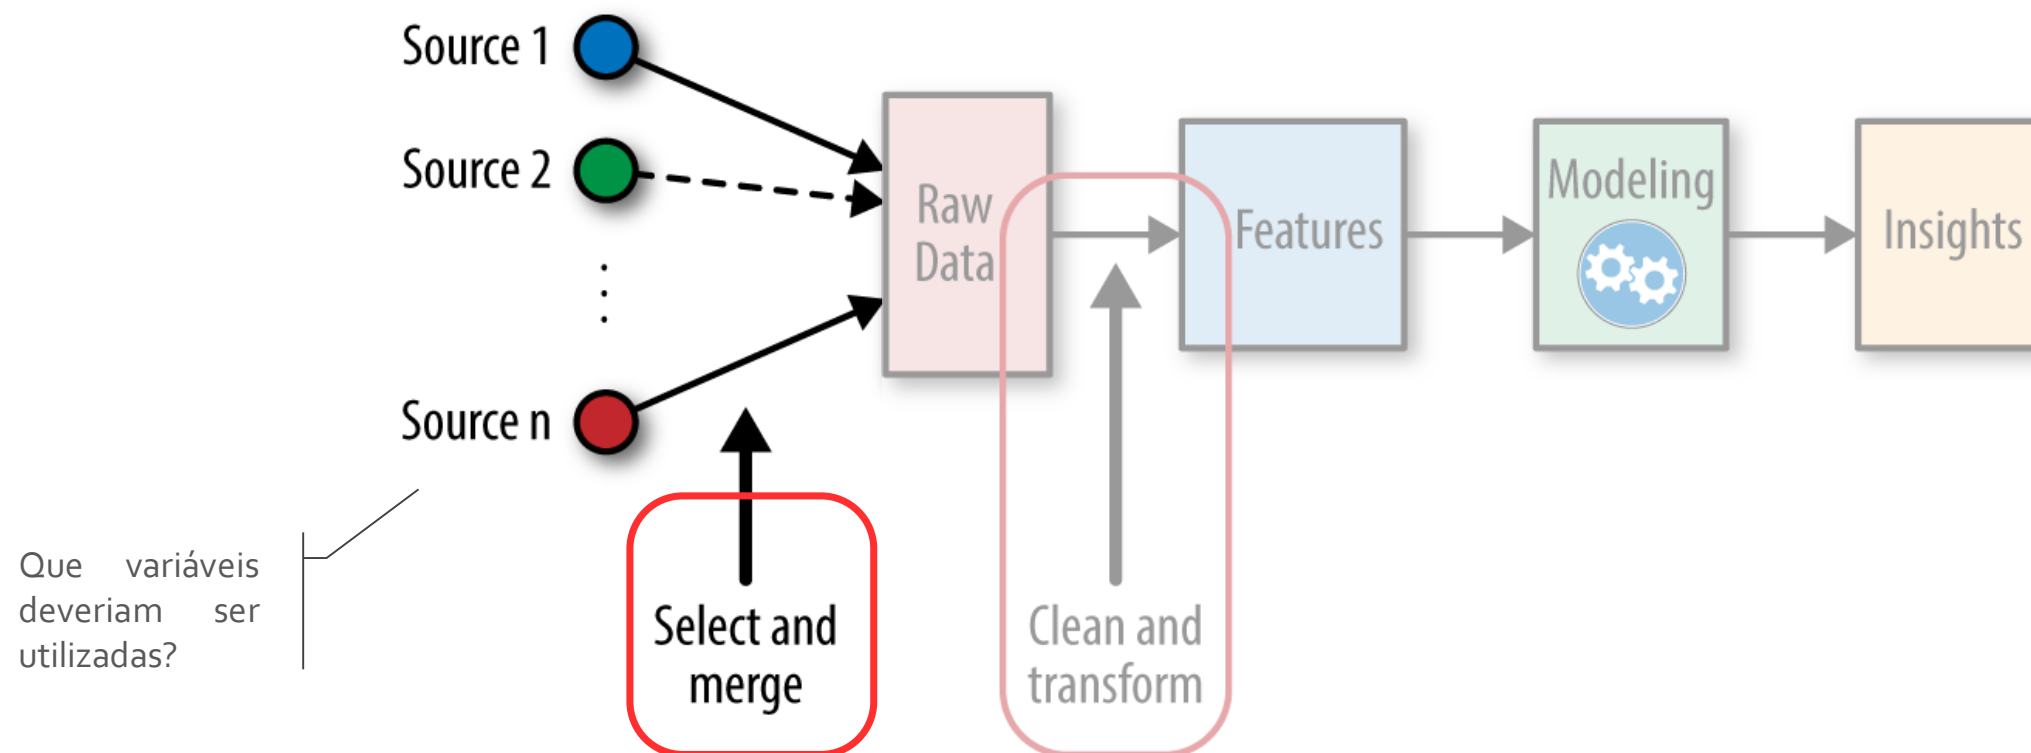 Source 1
Source 2
Source n
Raw
Data
Features
Modeling
Insights
Que variáveis
deveriam ser
utilizadas?
Select and
merge
Clean and
transform